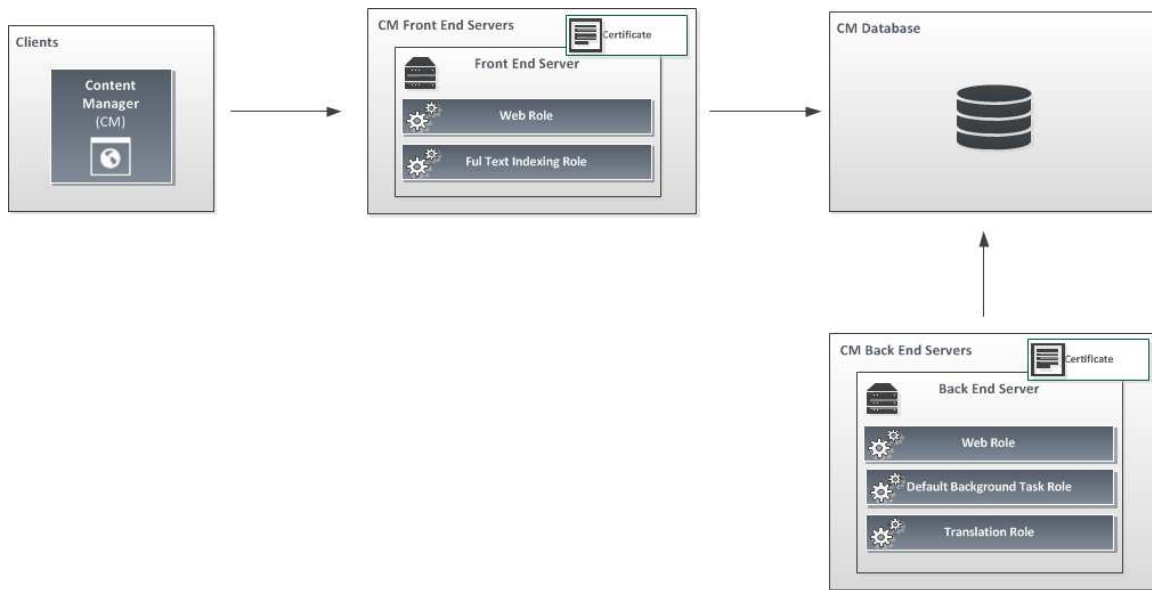 Clients
Content
Manager
(CM)
CM Front End Servers
Certificate
Front End Server
Web Role
Ful Text Indexing Role
CM Database
CM Back End Servers
Certificate
Back End Server
Web Role
Default Background Task Role
Translation Role